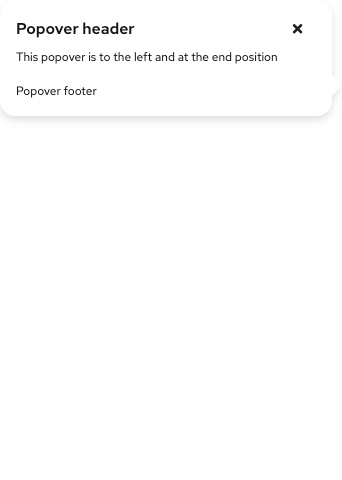 Popover header
This popover is to the left and at the end position
Popover footer